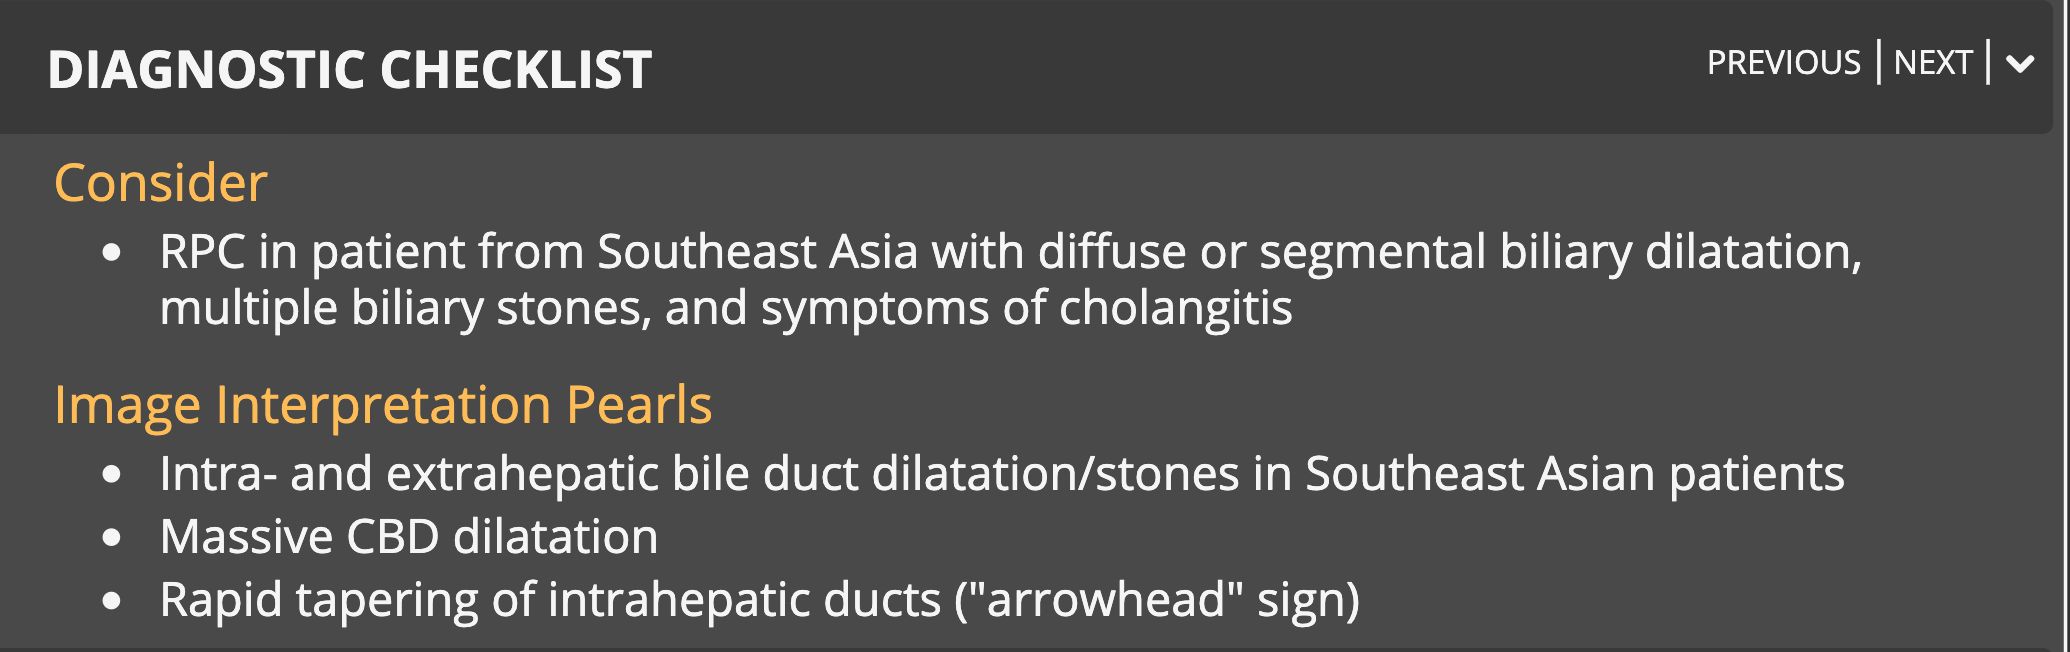 DIAGNOSTIC CHECKLIST
PREVIOUS | NEXT |
Consider
• RPC in patient from Southeast Asia with diffuse or segmental biliary dilatation,
multiple biliary stones, and symptoms of cholangitis
Image Interpretation Pearls
• Intra- and extrahepatic bile duct dilatation/stones in Southeast Asian patients
• Massive CBD dilatation
• Rapid tapering of intrahepatic ducts ("arrowhead" sign)